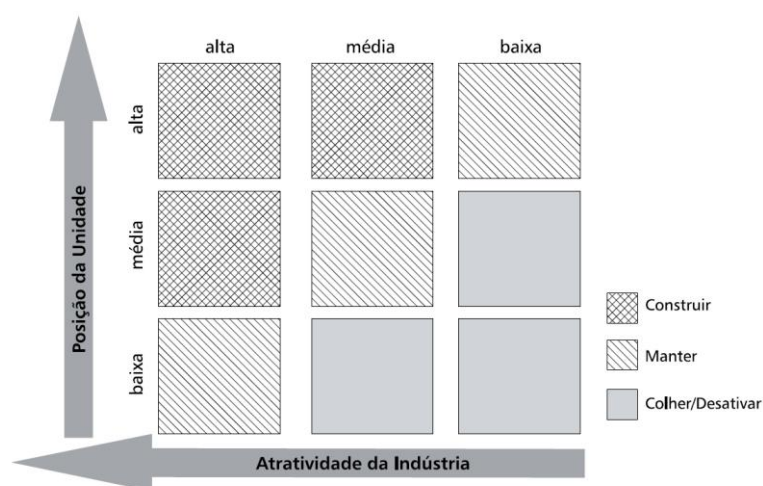 alta
média
baixa
alta
média
baixa
Posição da Unidade
Construir
Manter
Colher/Desativar
Atratividade da Indústria